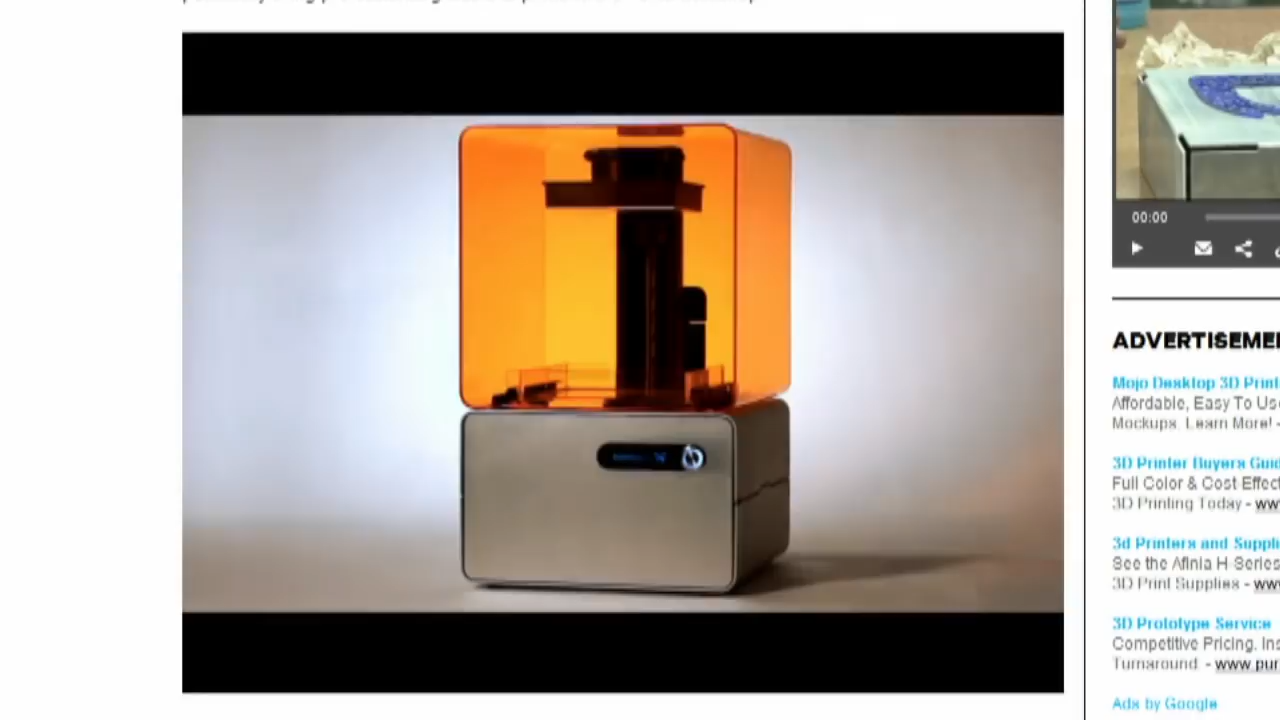 00:00
ADVERTISEMEN
Mojo Desktop 3D Print
Affordable, Easy To Use
Mockups. Learn More! -
3D Printer Buyers Guid
Full Color & Cost Effect
3D Printing Today - ww
3d Printers and Suppli
See the Afinia H-Series
3D Print Supplies - www
3D Prototype Service
Competitive Pricing. Ins
Turnaround. - www.pur
Ads by Google